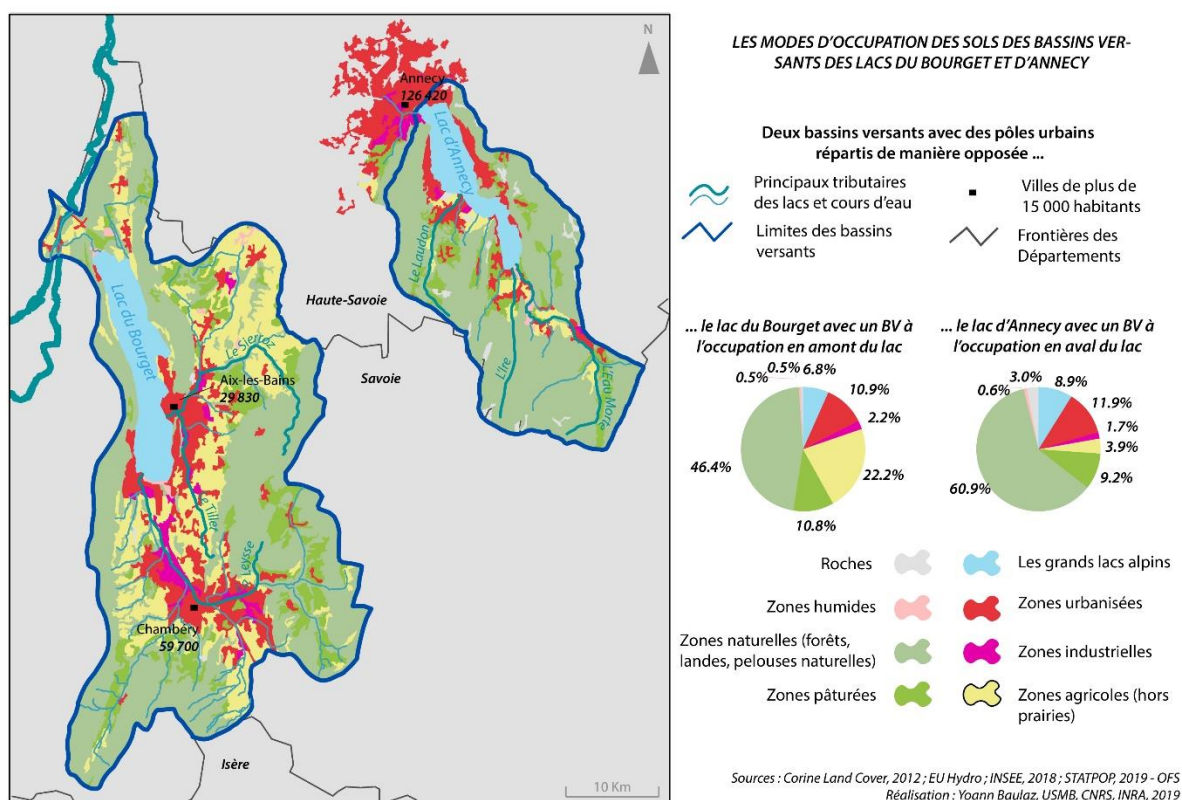 N
Annecy
126 420
Lac d'Annecy
Le Laudon
L'Ire
L'Eau Morte
Haute-Savoie
Savoie
Lac du Bourget
Le Sierroz
Aix-les-Bains
29 830
Le Tillet
La Leysse
Chambéry
59 700
Isère
10 Km
LES MODES D'OCCUPATION DES SOLS DES BASSINS VER-
SANTS DES LACS DU BOURGET ET D'ANNECY
Deux bassins versants avec des pôles urbains
répartis de manière opposée ...
Principaux tributaires
des lacs et cours d'eau
Villes de plus de
15 000 habitants
Limites des bassins
versants
Frontières des
Départements
... le lac du Bourget avec un BV à
l'occupation en amont du lac
0.5%
0.5%
6.8%
10.9%
2.2%
22.2%
10.8%
46.4%
... le lac d'Annecy avec un BV à
l'occupation en aval du lac
0.6%
3.0%
8.9%
11.9%
1.7%
3.9%
9.2%
60.9%
Roches
Les grands lacs alpins
Zones humides
Zones urbanisées
Zones naturelles (forêts,
landes, pelouses naturelles)
Zones industrielles
Zones pâturées
Zones agricoles (hors
prairies)
Sources : Corine Land Cover, 2012 ; EU Hydro ; INSEE, 2018 ; STATPOP, 2019 - OFS
Réalisation : Yoann Baulaz, USMB, CNRS, INRA, 2019